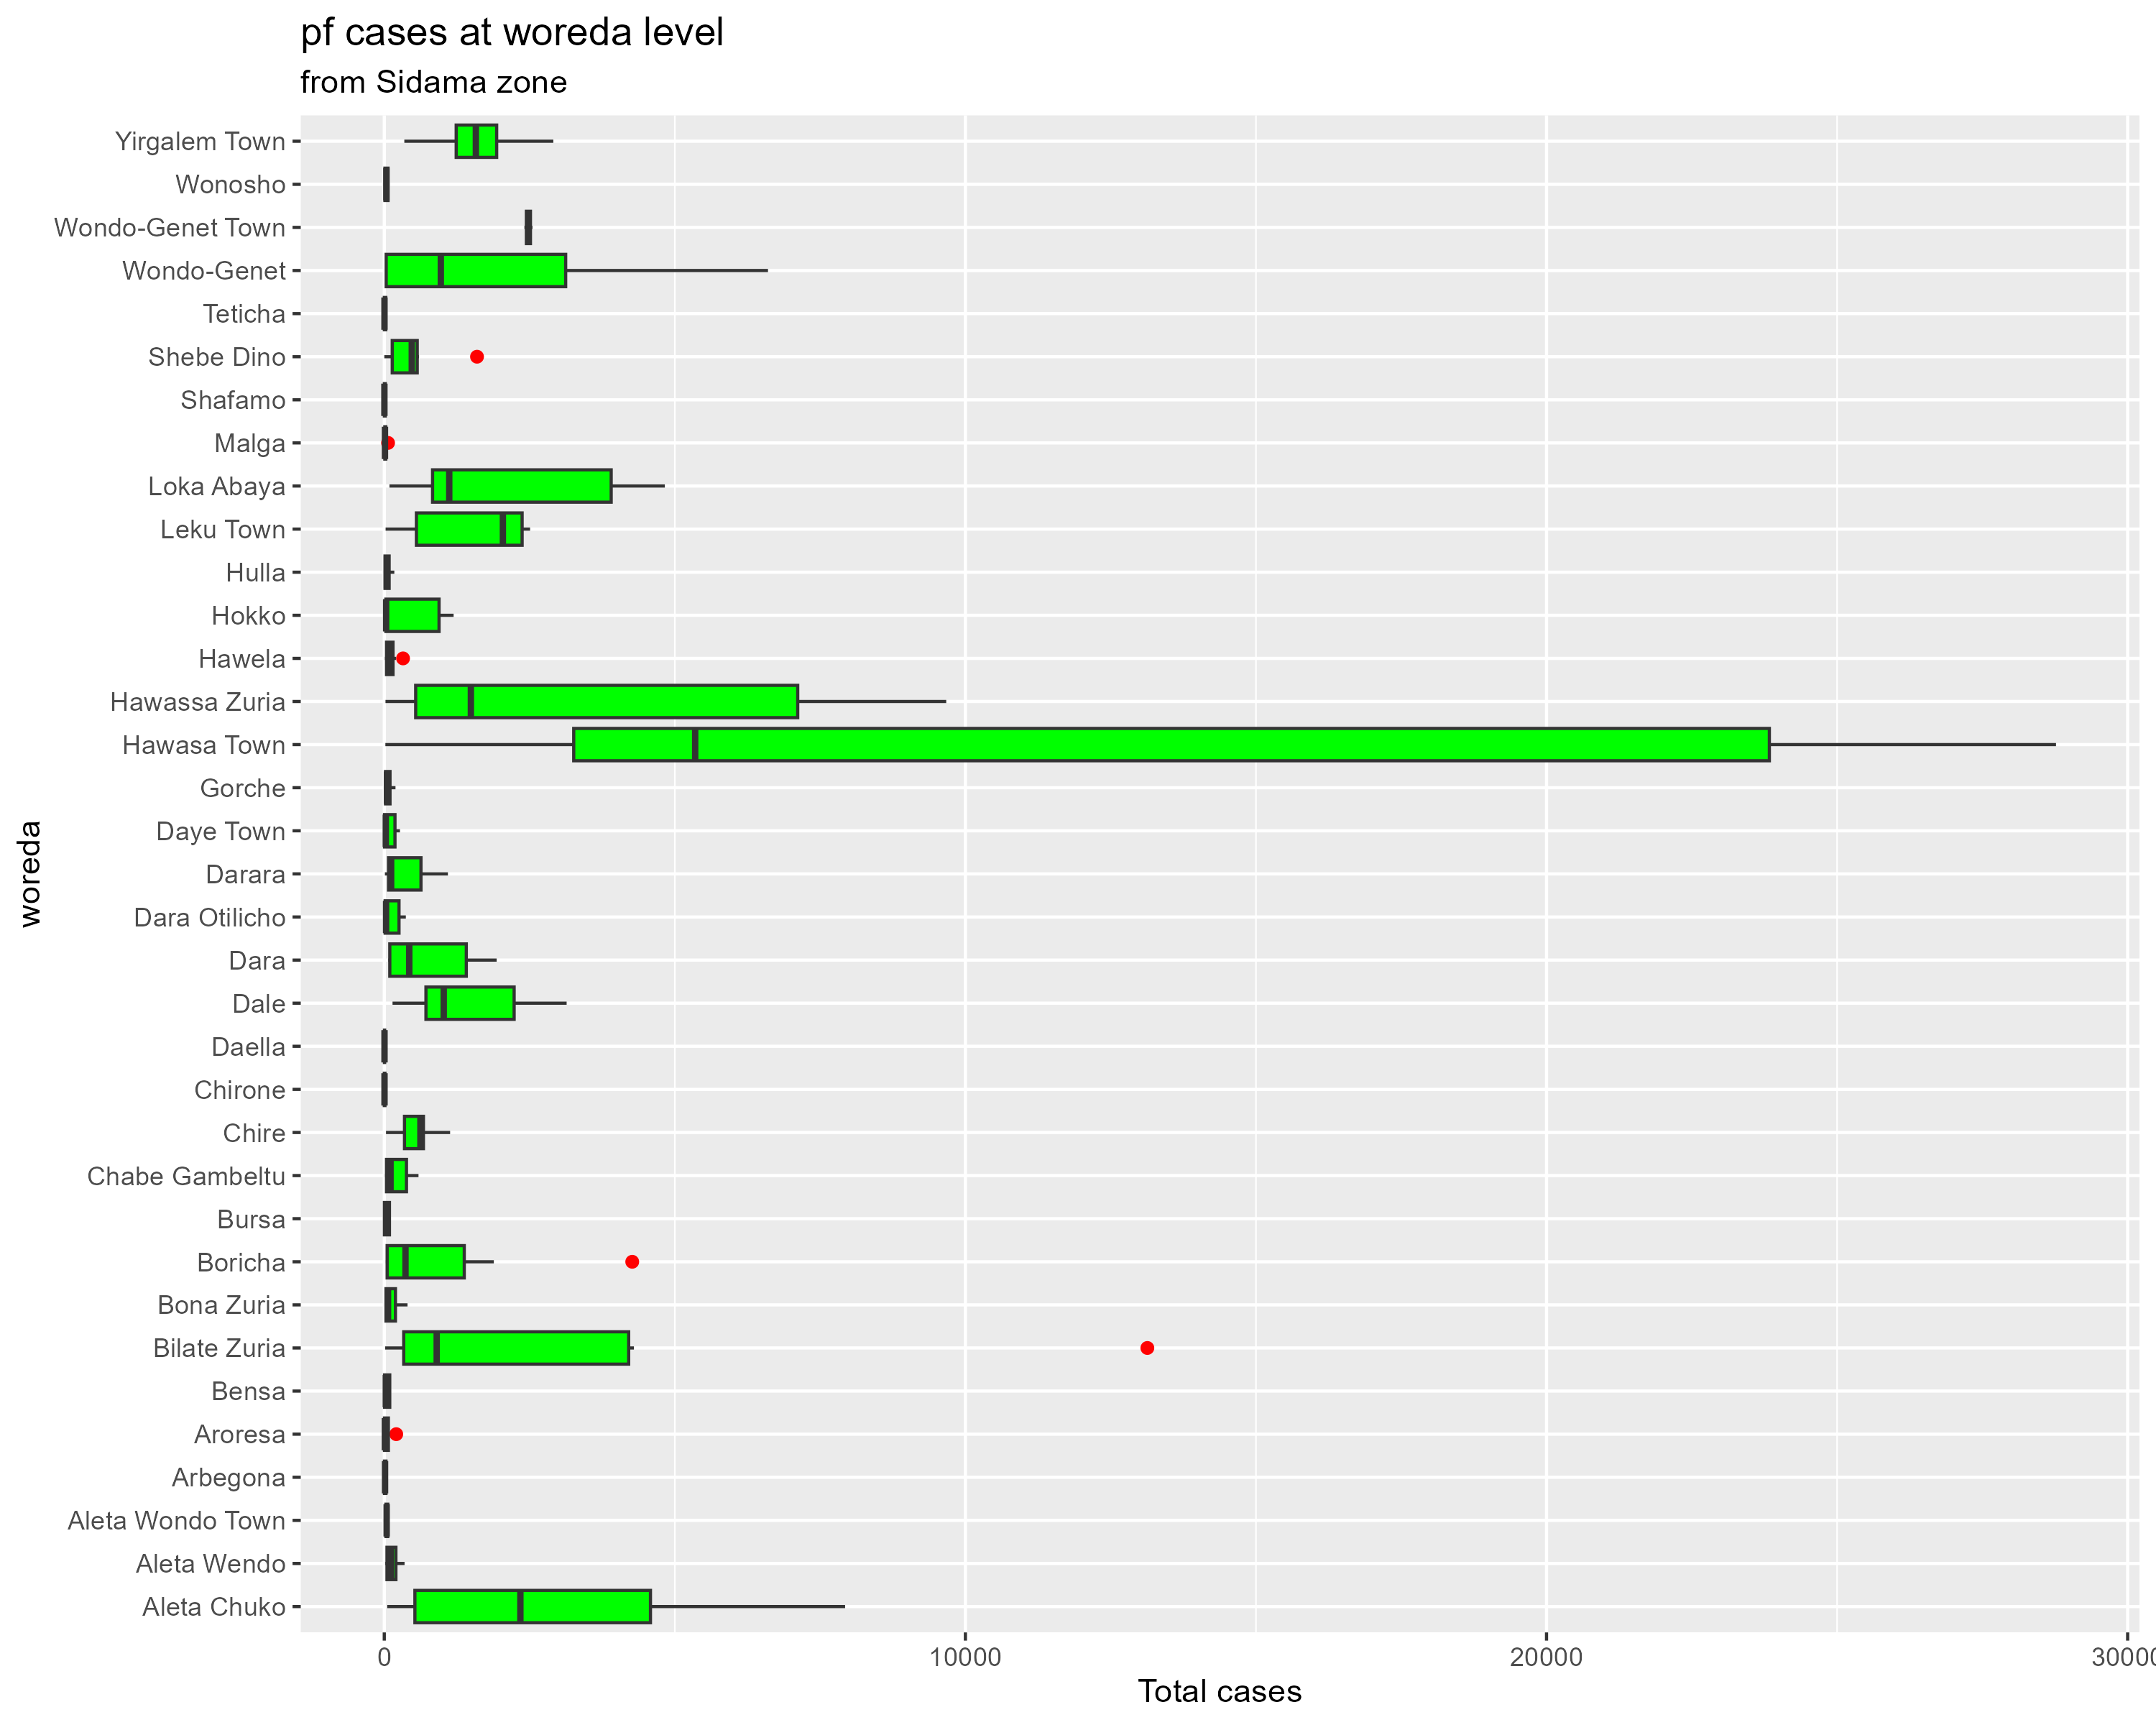 pf cases at woreda level
from Sidama zone
Yirgalem Town
Wonosho
Wondo-Genet Town
Wondo-Genet
Teticha
Shebe Dino
Shafamo
Malga
Loka Abaya
Leku Town
Hulla
Hokko
Hawela
Hawassa Zuria
Hawasa Town
Gorche
Daye Town
Darara
Dara Otilicho
Dara
Dale
Daella
Chirone
Chire
Chabe Gambeltu
Bursa
Boricha
Bona Zuria
Bilate Zuria
Bensa
Aroresa
Arbegona
Aleta Wondo Town
Aleta Wendo
Aleta Chuko
woreda
0 10000 20000 30000
Total cases